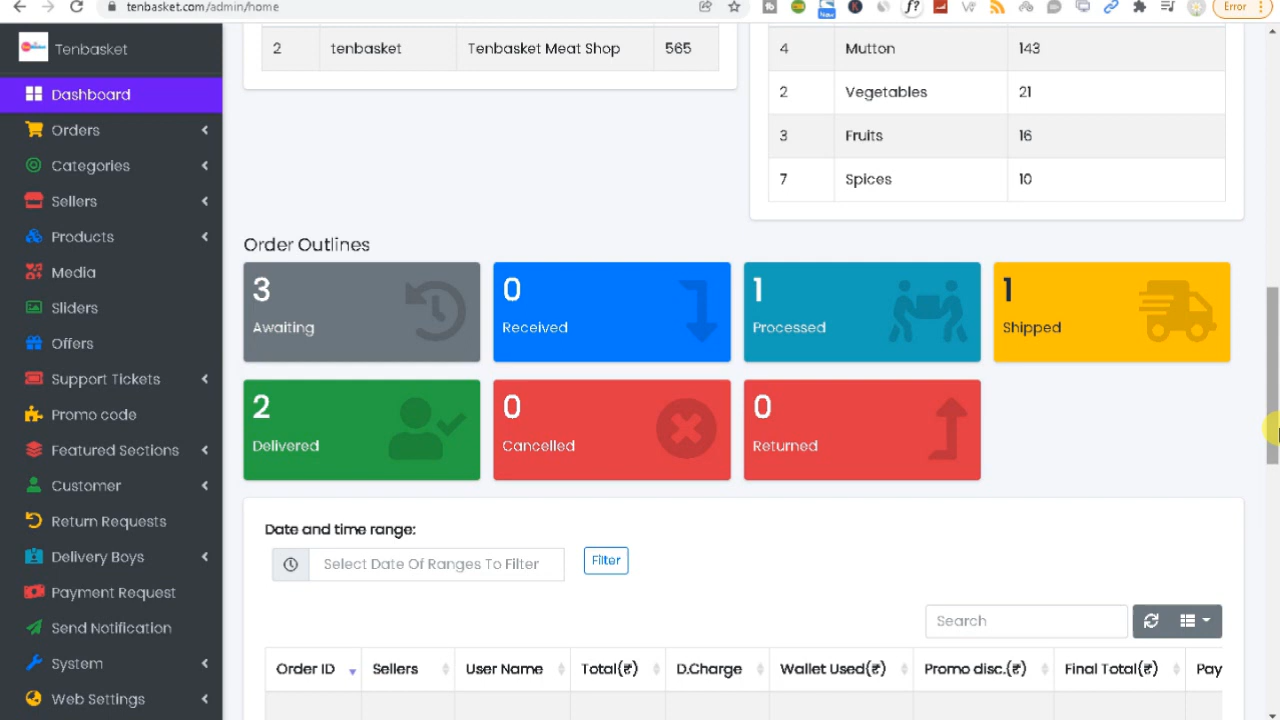 tenbasket.com/admin/home
Error
Tenbasket
Dashboard
Orders
Categories
Sellers
Products
Media
Sliders
Offers
Support Tickets
Promo code
Featured Sections
Customer
Return Requests
Delivery Boys
Payment Request
Send Notification
System
Web Settings
2 tenbasket Tenbasket Meat Shop 565
4 Mutton 143
2 Vegetables 21
3 Fruits 16
7 Spices 10
Order Outlines
3
Awaiting
0
Received
1
Processed
1
Shipped
2
Delivered
0
Cancelled
0
Returned
Date and time range:
Select Date Of Ranges To Filter
Filter
Search
Order ID Sellers User Name Total(₹) D.Charge Wallet Used(₹) Promo disc.(₹) Final Total(₹) Pay